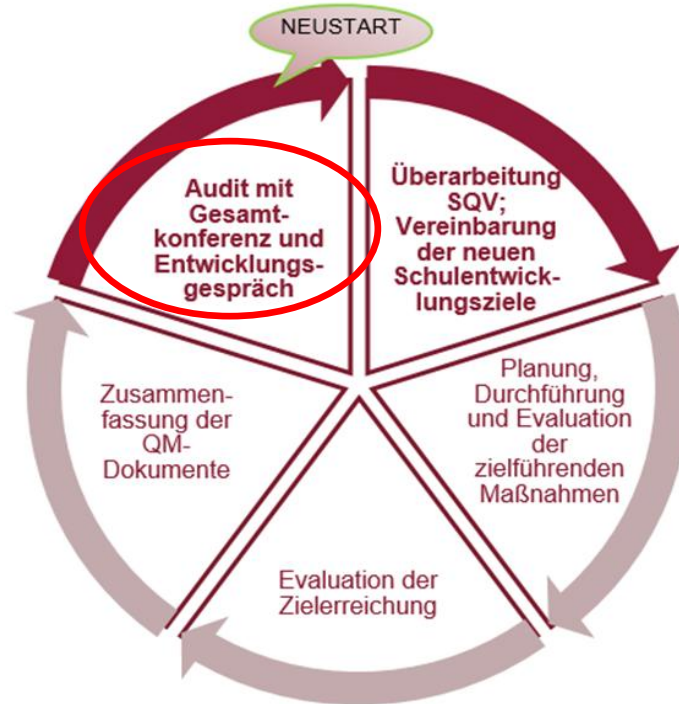 NEUSTART
Audit mit
Gesamt-
konferenz und
Entwicklungs-
gespräch
Überarbeitung
SQV;
Vereinbarung
der neuen
Schulentwick-
lungsziele
Planung,
Durchführung
und Evaluation
der
zielführenden
Maßnahmen
Evaluation der
Zielerreichung
Zusammen-
fassung der
QM-
Dokumente